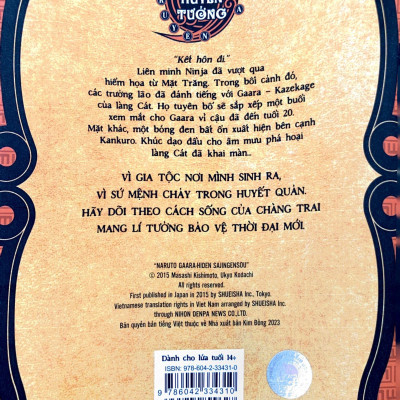 HUYỀN
TƯỚNG
TRUYỆN
"Kết hôn đi."
Liên minh Ninja đã vượt qua
hiểm họa từ Mặt Trăng. Trong bối cảnh đó,
các trưởng lão đã đánh tiếng với Gaara – Kazekage
của làng Cát. Họ tuyên bố sẽ sắp xếp một buổi
xem mắt cho Gaara vì cậu đã đến tuổi 20.
Mặt khác, một bóng đen bất ổn xuất hiện bên cạnh
Kankuro. Khúc dạo đầu cho âm mưu phá hoại
làng Cát đã khai màn...
VÌ GIA TỘC NƠI MÌNH SINH RA,
VÌ SỨ MỆNH CHẢY TRONG HUYẾT QUẢN.
HÃY DÕI THEO CÁCH SỐNG CỦA CHÀNG TRAI
MANG LÍ TƯỞNG BẢO VỆ THỜI ĐẠI MỚI.
"NARUTO GAARA-HIDEN SAJINGENSOU"
© 2015 Masashi Kishimoto, Ukyo Kodachi
All rights reserved.
First published in Japan in 2015 by SHUEISHA Inc., Tokyo.
Vietnamese translation rights in Viet Nam arranged by SHUEISHA Inc.
through NIHON DENPA NEWS CO.,LTD.
Bản quyền bản tiếng Việt thuộc về Nhà xuất bản Kim Đồng 2023
Dành cho lứa tuổi 14+
ISBN: 978-604-2-33431-0
9 786042 334310